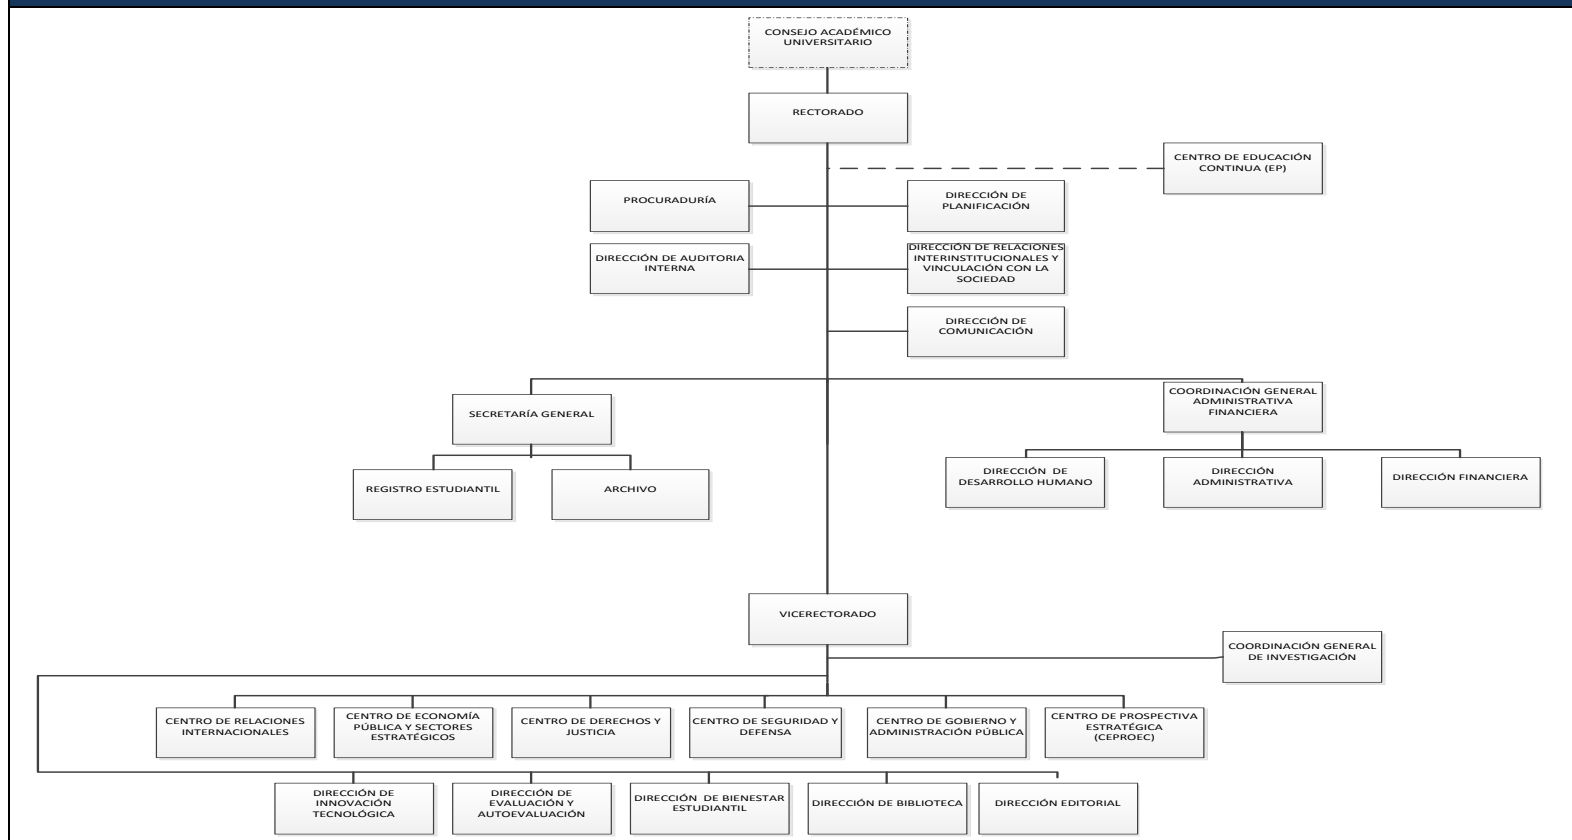 CONSEJO ACADÉMICO
UNIVERSITARIO
RECTORADO
CENTRO DE EDUCACIÓN
CONTINUA (EP)
PROCURADURÍA
DIRECCIÓN DE
PLANIFICACIÓN
DIRECCIÓN DE AUDITORIA
INTERNA
DIRECCIÓN DE RELACIONES
INTERINSTITUCIONALES Y
VINCULACIÓN CON LA
SOCIEDAD
DIRECCIÓN DE
COMUNICACIÓN
SECRETARÍA GENERAL
COORDINACIÓN GENERAL
ADMINISTRATIVA
FINANCIERA
REGISTRO ESTUDIANTIL
ARCHIVO
DIRECCIÓN DE
DESARROLLO HUMANO
DIRECCIÓN
ADMINISTRATIVA
DIRECCIÓN FINANCIERA
VICERECTORADO
COORDINACIÓN GENERAL
DE INVESTIGACIÓN
CENTRO DE RELACIONES
INTERNACIONALES
CENTRO DE ECONOMÍA
PÚBLICA Y SECTORES
ESTRATÉGICOS
CENTRO DE DERECHOS Y
JUSTICIA
CENTRO DE SEGURIDAD Y
DEFENSA
CENTRO DE GOBIERNO Y
ADMINISTRACIÓN PÚBLICA
CENTRO DE PROSPECTIVA
ESTRATÉGICA
(CEPROEC)
DIRECCIÓN DE
INNOVACIÓN
TECNOLÓGICA
DIRECCIÓN DE
EVALUACIÓN Y
AUTOEVALUACIÓN
DIRECCIÓN DE BIENESTAR
ESTUDIANTIL
DIRECCIÓN DE BIBLIOTECA
DIRECCIÓN EDITORIAL